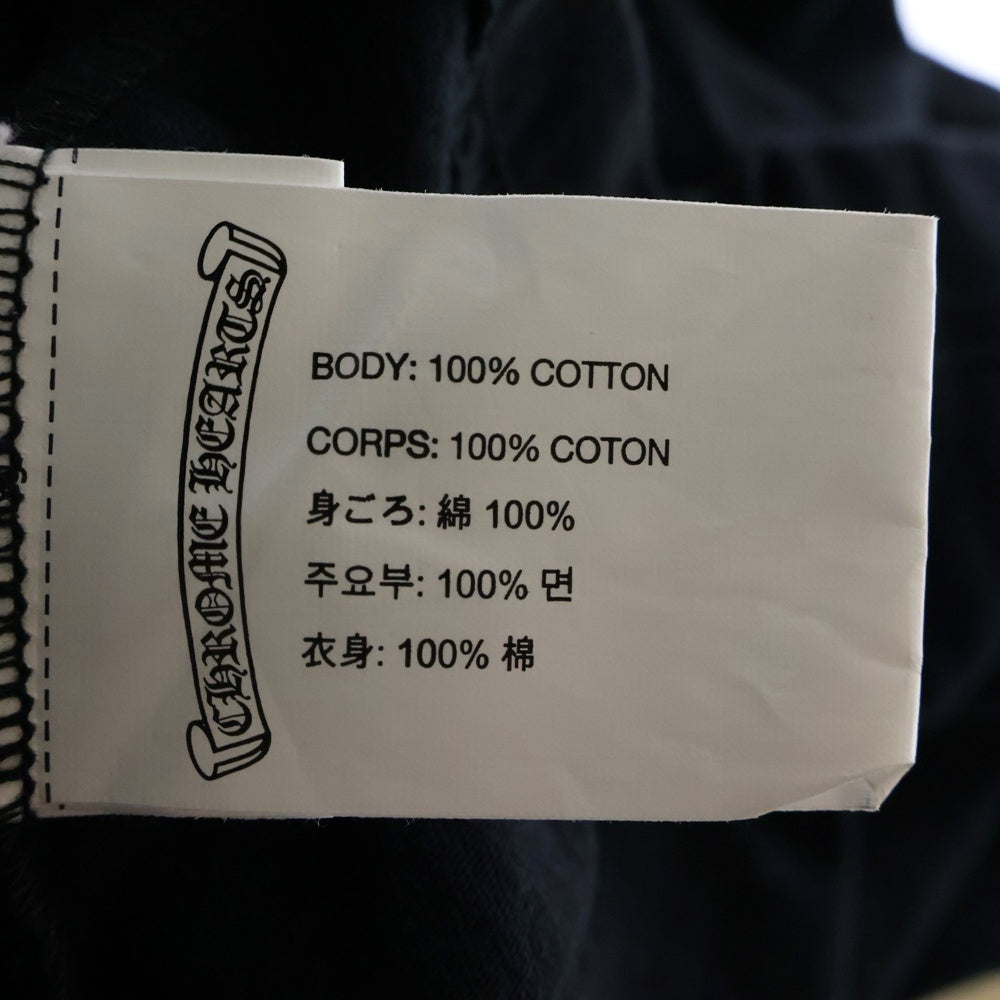 CHROME HEARTS
BODY: 100% COTTON
CORPS: 100% COTON
身ごろ: 綿 100%
주요부: 100% 면
衣身: 100% 棉